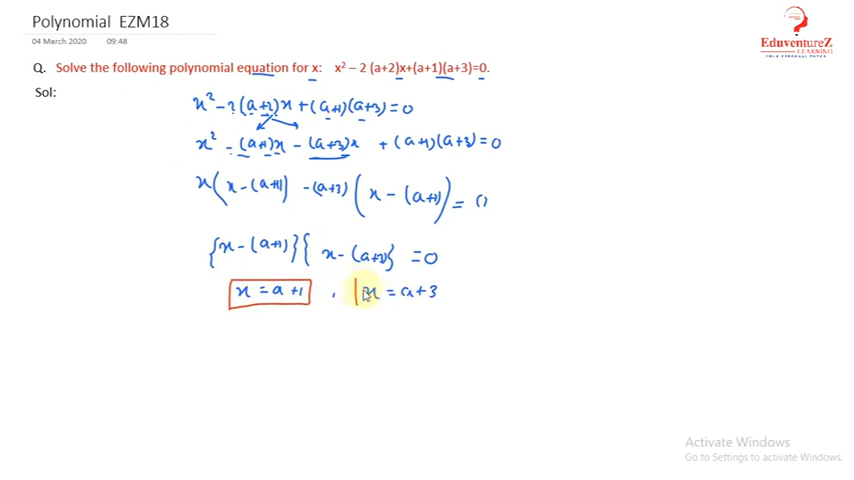 Polynomial EZM18
04 March 2020 09:48
EduventureZ
LEARNING
Q. Solve the following polynomial equation for x: x² – 2 (a+2)x+(a+1)(a+3)=0.
Sol:
x² - 2(a+2)x + (a+1)(a+3) = 0
x² - (a+1)x - (a+3)x + (a+1)(a+3) = 0
x(x - (a+1)) - (a+3)(x - (a+1)) = 0
{x - (a+1)}{x - (a+3)} = 0
x = a+1 , x = a+3
Activate Windows
Go to Settings to activate Windows.